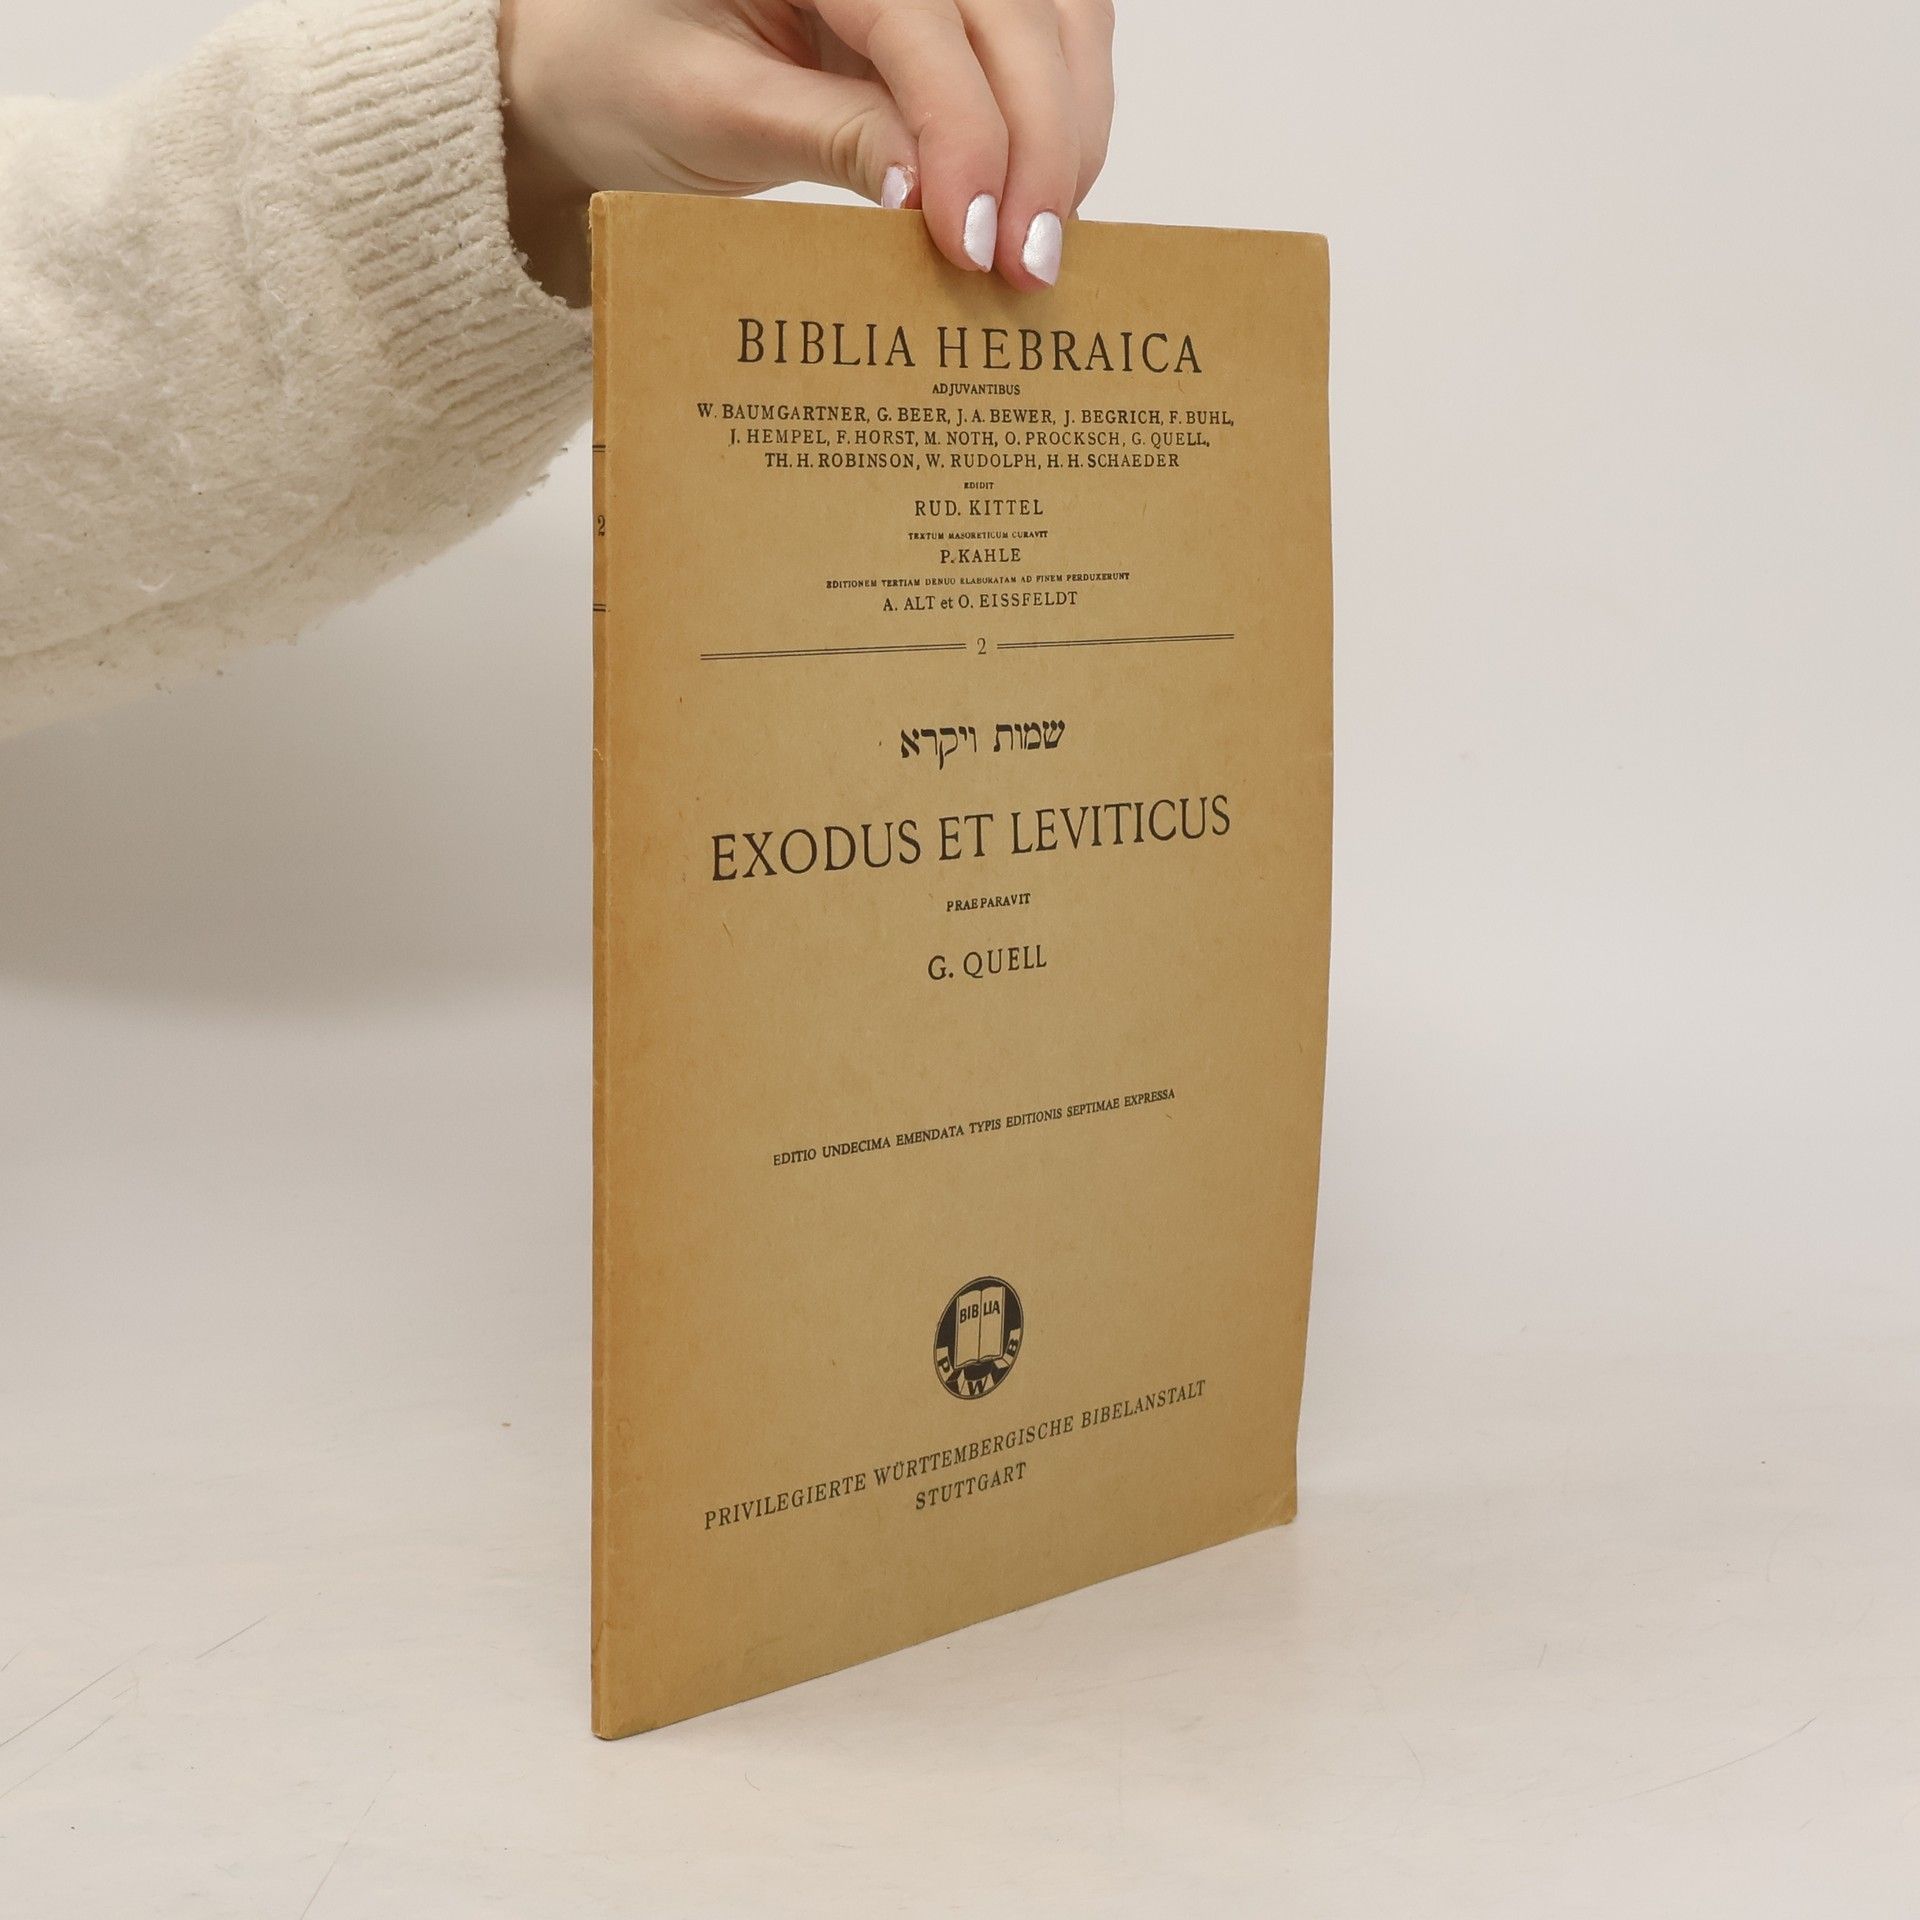 BIBLIA HEBRAICA
ADJUVANTIBUS
W. BAUMGARTNER, G. BEER, J. A. BEWER, J. BEGRICH, F. BUHL,
J. HEMPEL, F. HORST, M. NOTH, O. PROCKSCH, G. QUELL,
TH. H. ROBINSON, W. RUDOLPH, H. H. SCHAEDER
EDIDIT
RUD. KITTEL
TEXTUM MASORETICUM CURAVIT
P. KAHLE
EDITIONEM TERTIAM DENUO ELABORATAM AD FINEM PERDUXERUNT
A. ALT et O. EISSFELDT
2
2
שמות ויקרא
EXODUS ET LEVITICUS
PRAEPARAVIT
G. QUELL
EDITIO UNDECIMA EMENDATA TYPIS EDITIONIS SEPTIMAE EXPRESSA
BIBLIA
P W B
PRIVILEGIERTE WÜRTTEMBERGISCHE BIBELANSTALT
STUTTGART